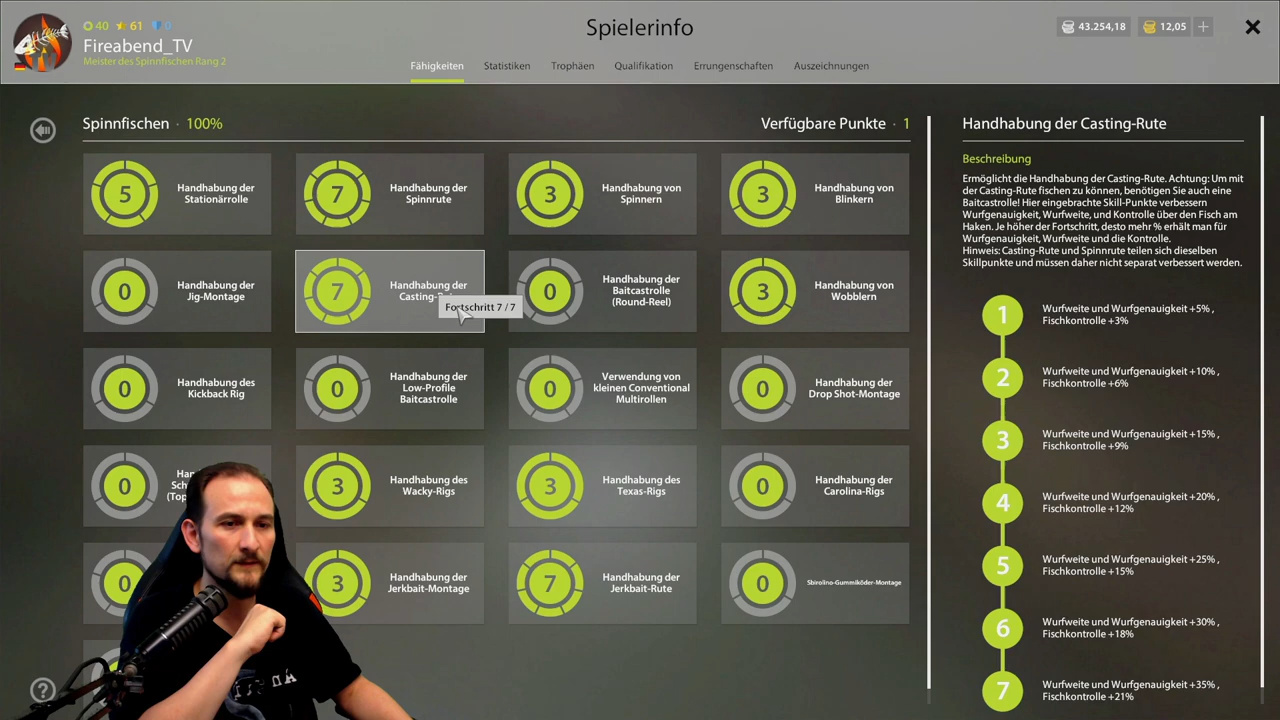 40 61 0
Fireabend_TV
Meister des Spinnfischen Rang 2
Spielerinfo
43.254,18
12,05
Fähigkeiten
Statistiken
Trophäen
Qualifikation
Errungenschaften
Auszeichnungen
Spinnfischen · 100%
Verfügbare Punkte · 1
5
Handhabung der
Stationärrolle
7
Handhabung der
Spinnrute
3
Handhabung von
Spinnern
3
Handhabung von
Blinkern
0
Handhabung der
Jig-Montage
7
Handhabung der
Fortschritt 7 / 7
0
Handhabung der
Baitcastrolle
(Round-Reel)
3
Handhabung von
Wobblern
0
Handhabung des
Kickback Rig
0
Handhabung der
Low-Profile
Baitcastrolle
0
Verwendung von
kleinen Conventional
Multirollen
0
Handhabung der
Drop Shot-Montage
0
3
Handhabung des
Wacky-Rigs
3
Handhabung des
Texas-Rigs
0
Handhabung der
Carolina-Rigs
0
3
Handhabung der
Jerkbait-Montage
7
Handhabung der
Jerkbait-Rute
0
Sbirolino-Gummiköder-Montage
Handhabung der Casting-Rute
Beschreibung
Ermöglicht die Handhabung der Casting-Rute. Achtung: Um mit
der Casting-Rute fischen zu können, benötigen Sie auch eine
Baitcastrolle! Hier eingebrachte Skill-Punkte verbessern
Wurfgenauigkeit, Wurfweite, und Kontrolle über den Fisch am
Haken. Je höher der Fortschritt, desto mehr % erhält man für
Wurfgenauigkeit, Wurfweite und die Kontrolle.
Hinweis: Casting-Rute und Spinnrute teilen sich dieselben
Skillpunkte und müssen daher nicht separat verbessert werden.
1
Wurfweite und Wurfgenauigkeit +5% ,
Fischkontrolle +3%
2
Wurfweite und Wurfgenauigkeit +10% ,
Fischkontrolle +6%
3
Wurfweite und Wurfgenauigkeit +15% ,
Fischkontrolle +9%
4
Wurfweite und Wurfgenauigkeit +20% ,
Fischkontrolle +12%
5
Wurfweite und Wurfgenauigkeit +25% ,
Fischkontrolle +15%
6
Wurfweite und Wurfgenauigkeit +30% ,
Fischkontrolle +18%
7
Wurfweite und Wurfgenauigkeit +35% ,
Fischkontrolle +21%
?